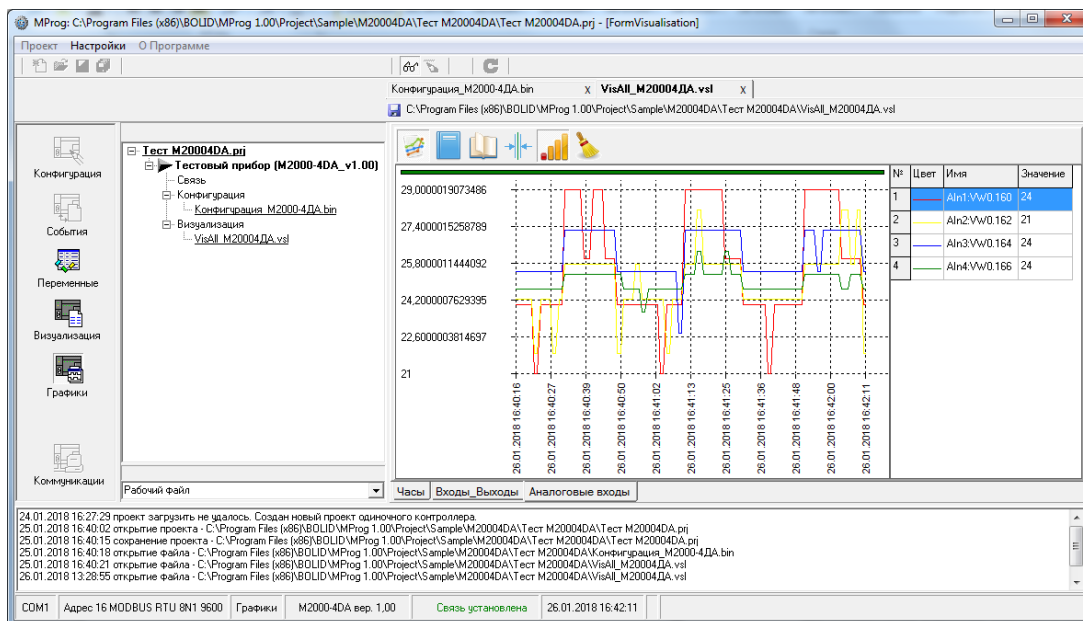 MProg: C:\Program Files (x86)\BOLID\MProg 1.00\Project\Sample\M20004DA\Тест M20004DA\Тест M20004DA.prj - [FormVisualisation]
Проект Настройки О Программе
Конфигурация_М2000-4ДА.bin x VisAll_M20004ДА.vsl x
C:\Program Files (x86)\BOLID\MProg 1.00\Project\Sample\M20004DA\Тест M20004DA\VisAll_M20004ДА.vsl
Конфигурация
События
Переменные
Визуализация
Графики
Коммуникации
Тест M20004DA.prj
Тестовый прибор (M2000-4DA_v1.00)
Связь
Конфигурация
Конфигурация_М2000-4ДА.bin
Визуализация
VisAll_M20004ДА.vsl
Рабочий файл
29,0000019073486
27,4000015258789
25,8000011444092
24,2000007629395
22,6000003814697
21
26.01.2018 16:40:16
26.01.2018 16:40:27
26.01.2018 16:40:39
26.01.2018 16:40:50
26.01.2018 16:41:02
26.01.2018 16:41:13
26.01.2018 16:41:25
26.01.2018 16:41:36
26.01.2018 16:41:48
26.01.2018 16:42:00
26.01.2018 16:42:11
№ Цвет Имя Значение
1 AIn1:VW0.160 24
2 AIn2:VW0.162 21
3 AIn3:VW0.164 24
4 AIn4:VW0.166 24
Часы Входы_Выходы Аналоговые входы
24.01.2018 16:27:29 проект загрузить не удалось. Создан новый проект одиночного контроллера.
25.01.2018 16:40:02 открытие проекта - C:\Program Files (x86)\BOLID\MProg 1.00\Project\Sample\M20004DA\Тест M20004DA\Тест M20004DA.prj
25.01.2018 16:40:15 сохранение проекта - C:\Program Files (x86)\BOLID\MProg 1.00\Project\Sample\M20004DA\Тест M20004DA\Тест M20004DA.prj
25.01.2018 16:40:18 открытие файла - C:\Program Files (x86)\BOLID\MProg 1.00\Project\Sample\M20004DA\Тест M20004DA\Конфигурация_М2000-4ДА.bin
25.01.2018 16:40:21 открытие файла - C:\Program Files (x86)\BOLID\MProg 1.00\Project\Sample\M20004DA\Тест M20004DA\VisAll_M20004ДА.vsl
26.01.2018 13:28:55 открытие файла - C:\Program Files (x86)\BOLID\MProg 1.00\Project\Sample\M20004DA\Тест M20004DA\VisAll_M20004ДА.vsl
COM1 Адрес 16 MODBUS RTU 8N1 9600 Графики M2000-4DA вер. 1,00 Связь установлена 26.01.2018 16:42:11